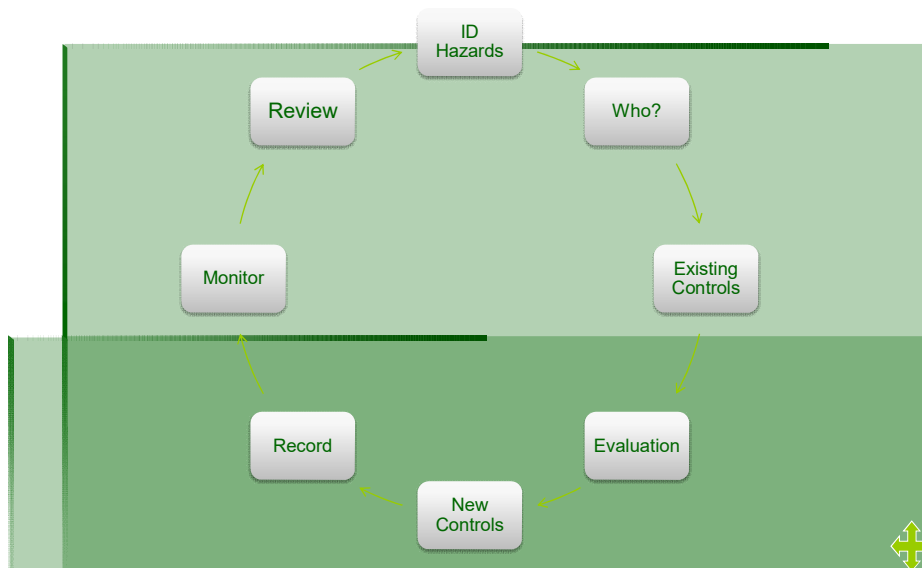 ID
Hazards
Who?
Existing
Controls
Evaluation
New
Controls
Record
Monitor
Review